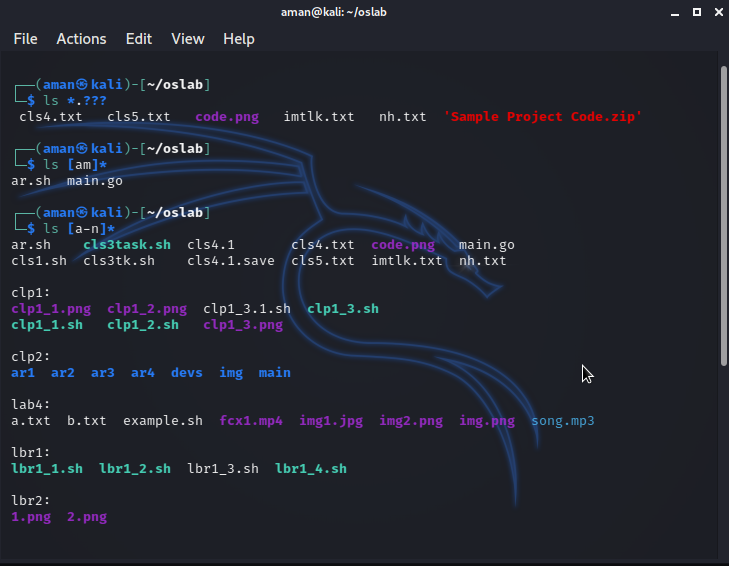 aman@kali: ~/oslab
File Actions Edit View Help
┌──(aman㉿kali)-[~/oslab]
└─$ ls *.???
cls4.txt cls5.txt code.png imtlk.txt nh.txt 'Sample Project Code.zip'
┌──(aman㉿kali)-[~/oslab]
└─$ ls [am]*
ar.sh main.go
┌──(aman㉿kali)-[~/oslab]
└─$ ls [a-n]*
ar.sh cls3task.sh cls4.1 cls4.txt code.png main.go
cls1.sh cls3tk.sh cls4.1.save cls5.txt imtlk.txt nh.txt
clp1:
clp1_1.png clp1_2.png clp1_3.1.sh clp1_3.sh
clp1_1.sh clp1_2.sh clp1_3.png
clp2:
ar1 ar2 ar3 ar4 devs img main
lab4:
a.txt b.txt example.sh fcx1.mp4 img1.jpg img2.png img.png song.mp3
lbr1:
lbr1_1.sh lbr1_2.sh lbr1_3.sh lbr1_4.sh
lbr2:
1.png 2.png